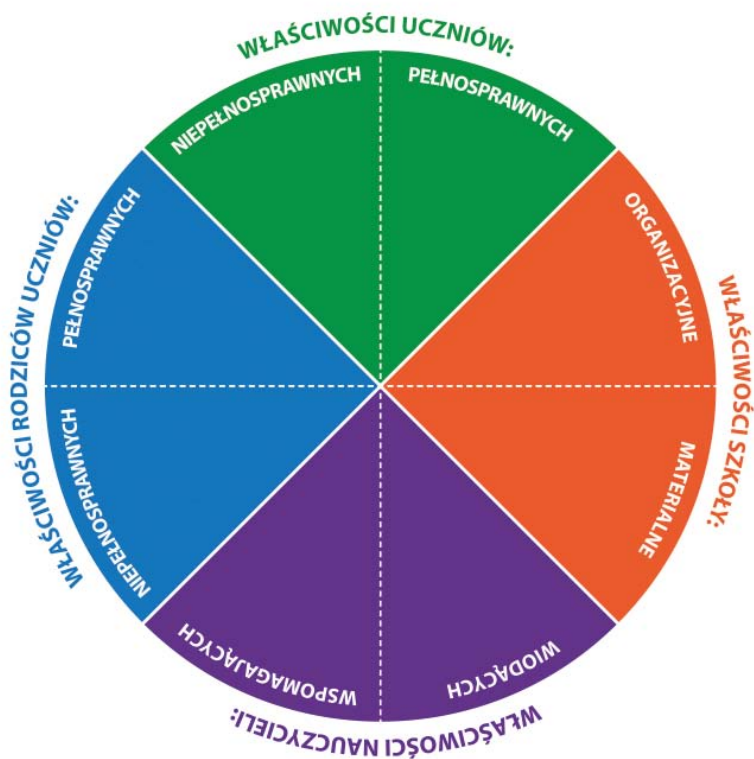 WŁAŚCIWOŚCI UCZNIÓW:
NIEPEŁNOSPRAWNYCH
PEŁNOSPRAWNYCH
WŁAŚCIWOŚCI SZKOŁY:
ORGANIZACYJNE
MATERIALNE
WŁAŚCIWOŚCI NAUCZYCIELI:
WIODĄCYCH
WSPOMAGAJĄCYCH
WŁAŚCIWOŚCI RODZICÓW UCZNIÓW:
NIEPEŁNOSPRAWNYCH
PEŁNOSPRAWNYCH